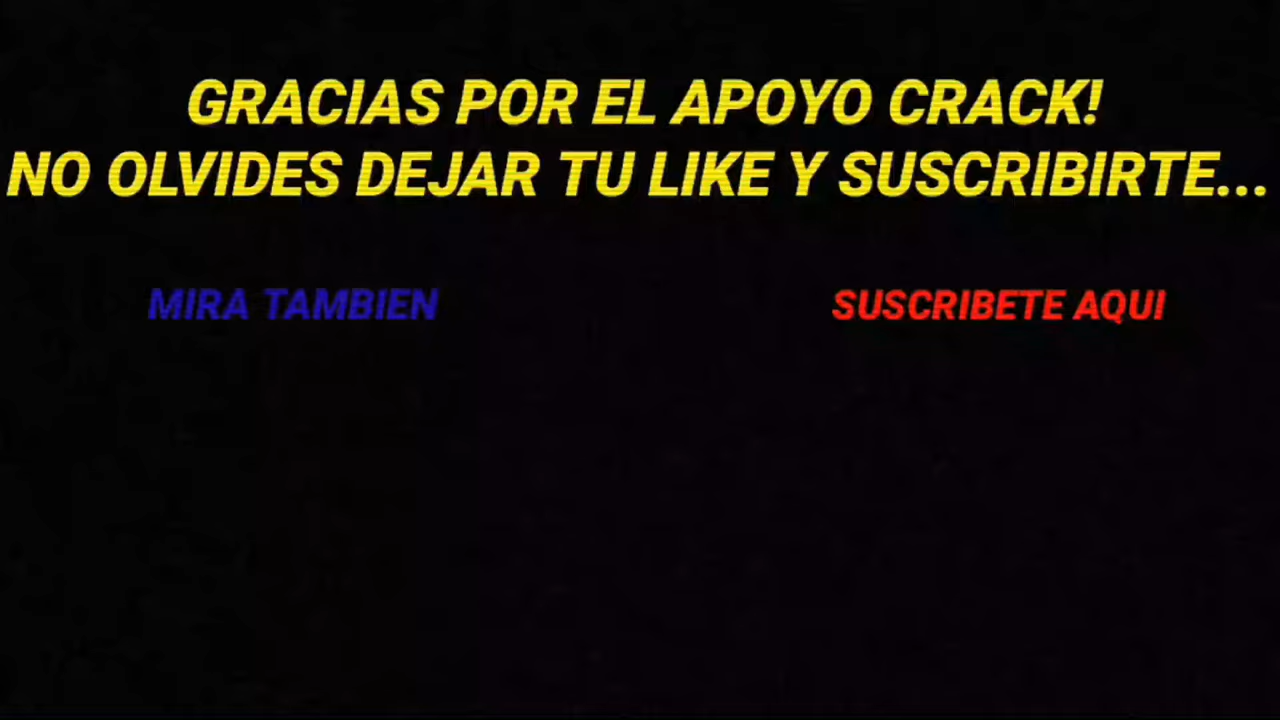 GRACIAS POR EL APOYO CRACK!
NO OLVIDES DEJAR TU LIKE Y SUSCRIBIRTE...
MIRA TAMBIEN
SUSCRIBETE AQUI